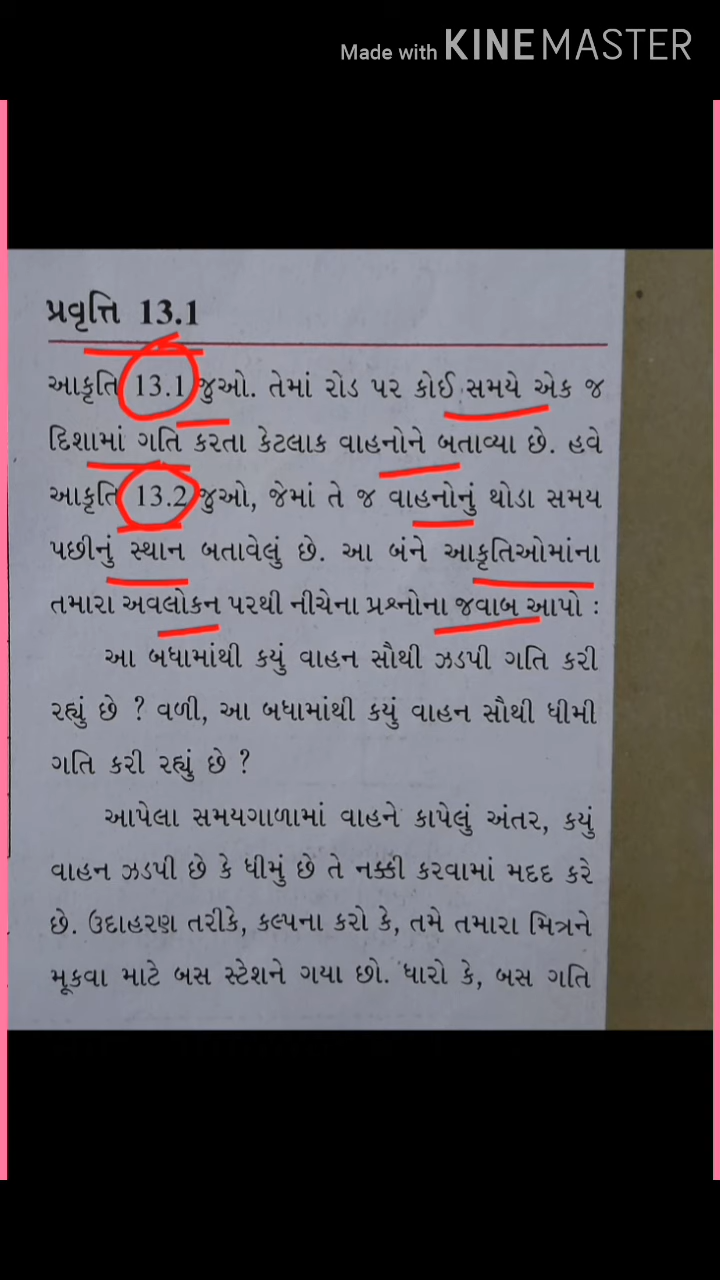 Made with KINEMASTER
પ્રવૃત્તિ 13.1
આકૃતિ 13.1 જુઓ. તેમાં રોડ પર કોઈ સમયે એક જ
દિશામાં ગતિ કરતા કેટલાક વાહનોને બતાવ્યા છે. હવે
આકૃતિ 13.2 જુઓ, જેમાં તે જ વાહનોનું થોડા સમય
પછીનું સ્થાન બતાવેલું છે. આ બંને આકૃતિઓમાંના
તમારા અવલોકન પરથી નીચેના પ્રશ્નોના જવાબ આપો :
આ બધામાંથી કયું વાહન સૌથી ઝડપી ગતિ કરી
રહ્યું છે ? વળી, આ બધામાંથી કયું વાહન સૌથી ધીમી
ગતિ કરી રહ્યું છે ?
આપેલા સમયગાળામાં વાહને કાપેલું અંતર, કયું
વાહન ઝડપી છે કે ધીમું છે તે નક્કી કરવામાં મદદ કરે
છે. ઉદાહરણ તરીકે, કલ્પના કરો કે, તમે તમારા મિત્રને
મૂકવા માટે બસ સ્ટેશને ગયા છો. ધારો કે, બસ ગતિ